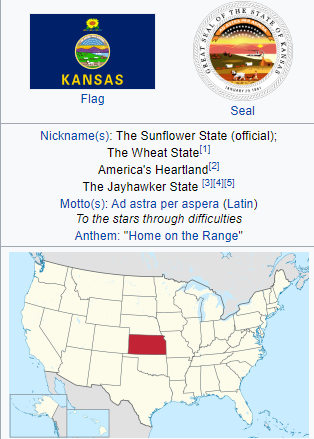 KANSAS
GREAT SEAL OF THE STATE OF KANSAS
JANUARY 29, 1861
Flag
Seal
Nickname(s): The Sunflower State (official);
The Wheat State[1]
America's Heartland[2]
The Jayhawker State [3][4][5]
Motto(s): Ad astra per aspera (Latin)
To the stars through difficulties
Anthem: "Home on the Range"